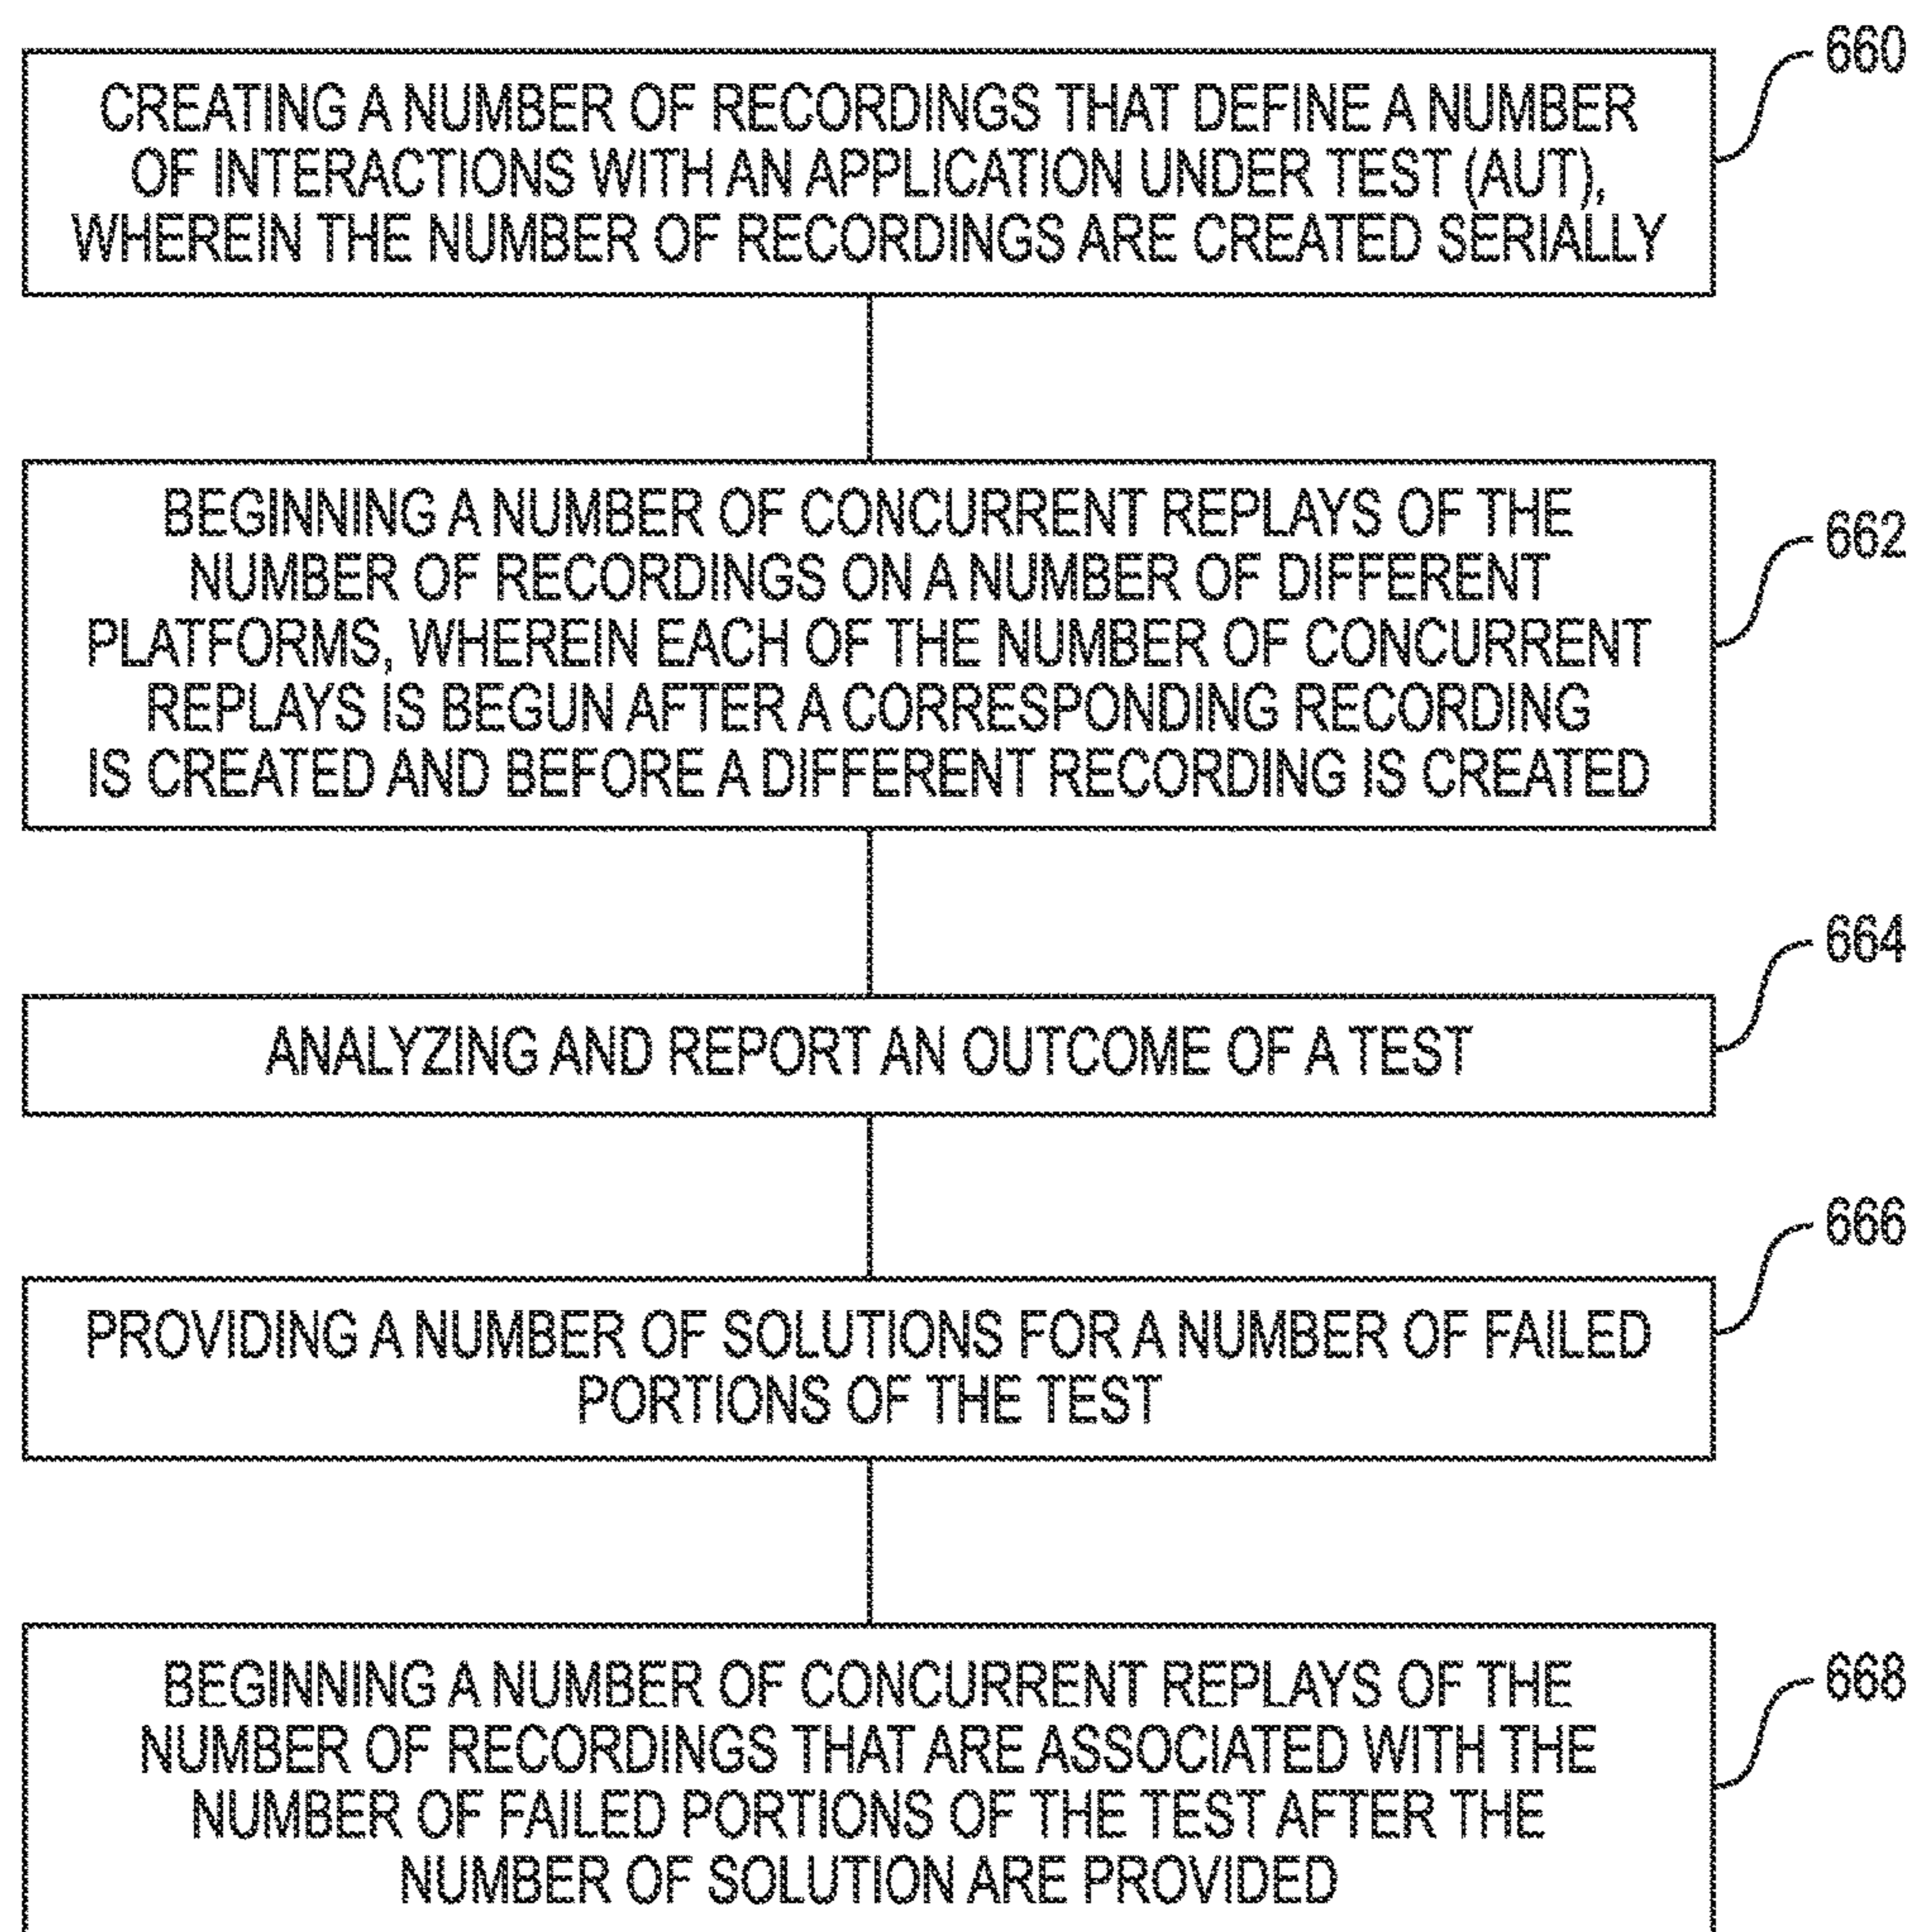 660
CREATING A NUMBER OF RECORDINGS THAT DEFINE A NUMBER
OF INTERACTIONS WITH AN APPLICATION UNDER TEST (AUT),
WHEREIN THE NUMBER OF RECORDINGS ARE CREATED SERIALLY
662
BEGINNING A NUMBER OF CONCURRENT REPLAYS OF THE
NUMBER OF RECORDINGS ON A NUMBER OF DIFFERENT
PLATFORMS, WHEREIN EACH OF THE NUMBER OF CONCURRENT
REPLAYS IS BEGUN AFTER A CORRESPONDING RECORDING
IS CREATED AND BEFORE A DIFFERENT RECORDING IS CREATED
664
ANALYZING AND REPORT AN OUTCOME OF A TEST
666
PROVIDING A NUMBER OF SOLUTIONS FOR A NUMBER OF FAILED
PORTIONS OF THE TEST
668
BEGINNING A NUMBER OF CONCURRENT REPLAYS OF THE
NUMBER OF RECORDINGS THAT ARE ASSOCIATED WITH THE
NUMBER OF FAILED PORTIONS OF THE TEST AFTER THE
NUMBER OF SOLUTION ARE PROVIDED